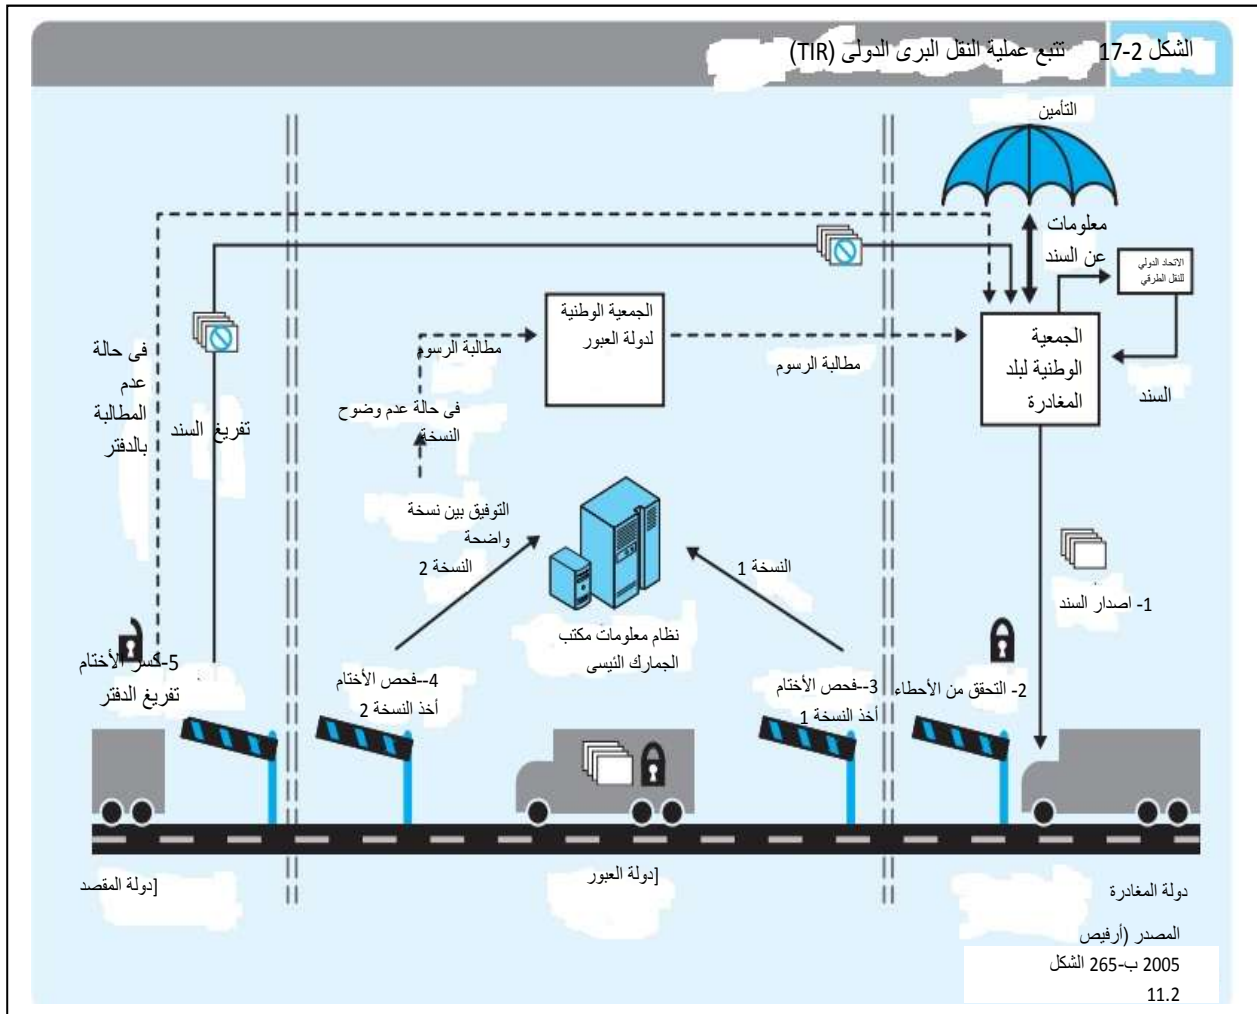 الشكل 2-17 تتبع عملية النقل البرى الدولى (TIR)
التأمين
معلومات
عن السند
الاتحاد الدولي
للنقل الطرقي
الجمعية
الوطنية لبلد
المغادرة
السند
الجمعية الوطنية
لدولة العبور
مطالبة الرسوم
مطالبة الرسوم
فى حالة عدم وضوح
النسخة
فى حالة
عدم
المطالبة
بالدفتر
تفريغ السند
التوفيق بين نسخة
واضحة
النسخة 2
النسخة 1
1- اصدار السند
نظام معلومات مكتب
الجمارك الئيسى
2- التحقق من الأحطاء
3--فحص الأختام
أخذ النسخة 1
4--فحص الأختام
أخذ النسخة 2
5-كسر الأختام
تفريغ الدفتر
دولة المغادرة
[دولة العبور
[دولة المقصد
المصدر (أرفيص
2005 ب-265 الشكل
11.2